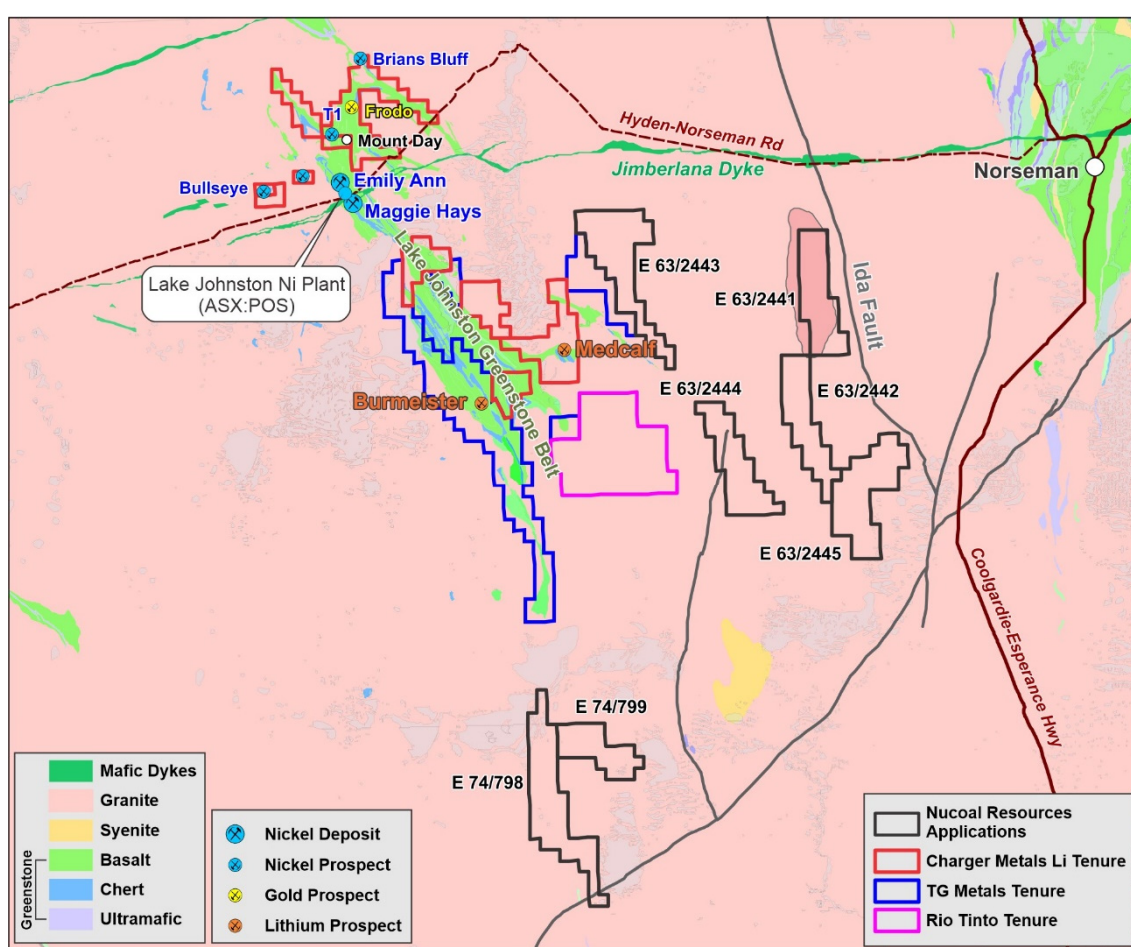 Brians Bluff
T1
Frodo
Mount Day
Hyden-Norseman Rd
Jimberlana Dyke
Norseman
Bullseye
Emily Ann
Maggie Hays
Lake Johnston Ni Plant
(ASX:POS)
Lake Johnston Greenstone Belt
E 63/2443
E 63/2441
Ida Fault
Medcalf
E 63/2444
E 63/2442
Burmeister
E 63/2445
Coolgardie-Esperance Hwy
E 74/799
E 74/798
Greenstone
Mafic Dykes
Granite
Syenite
Basalt
Chert
Ultramafic
Nickel Deposit
Nickel Prospect
Gold Prospect
Lithium Prospect
Nucoal Resources
Applications
Charger Metals Li Tenure
TG Metals Tenure
Rio Tinto Tenure